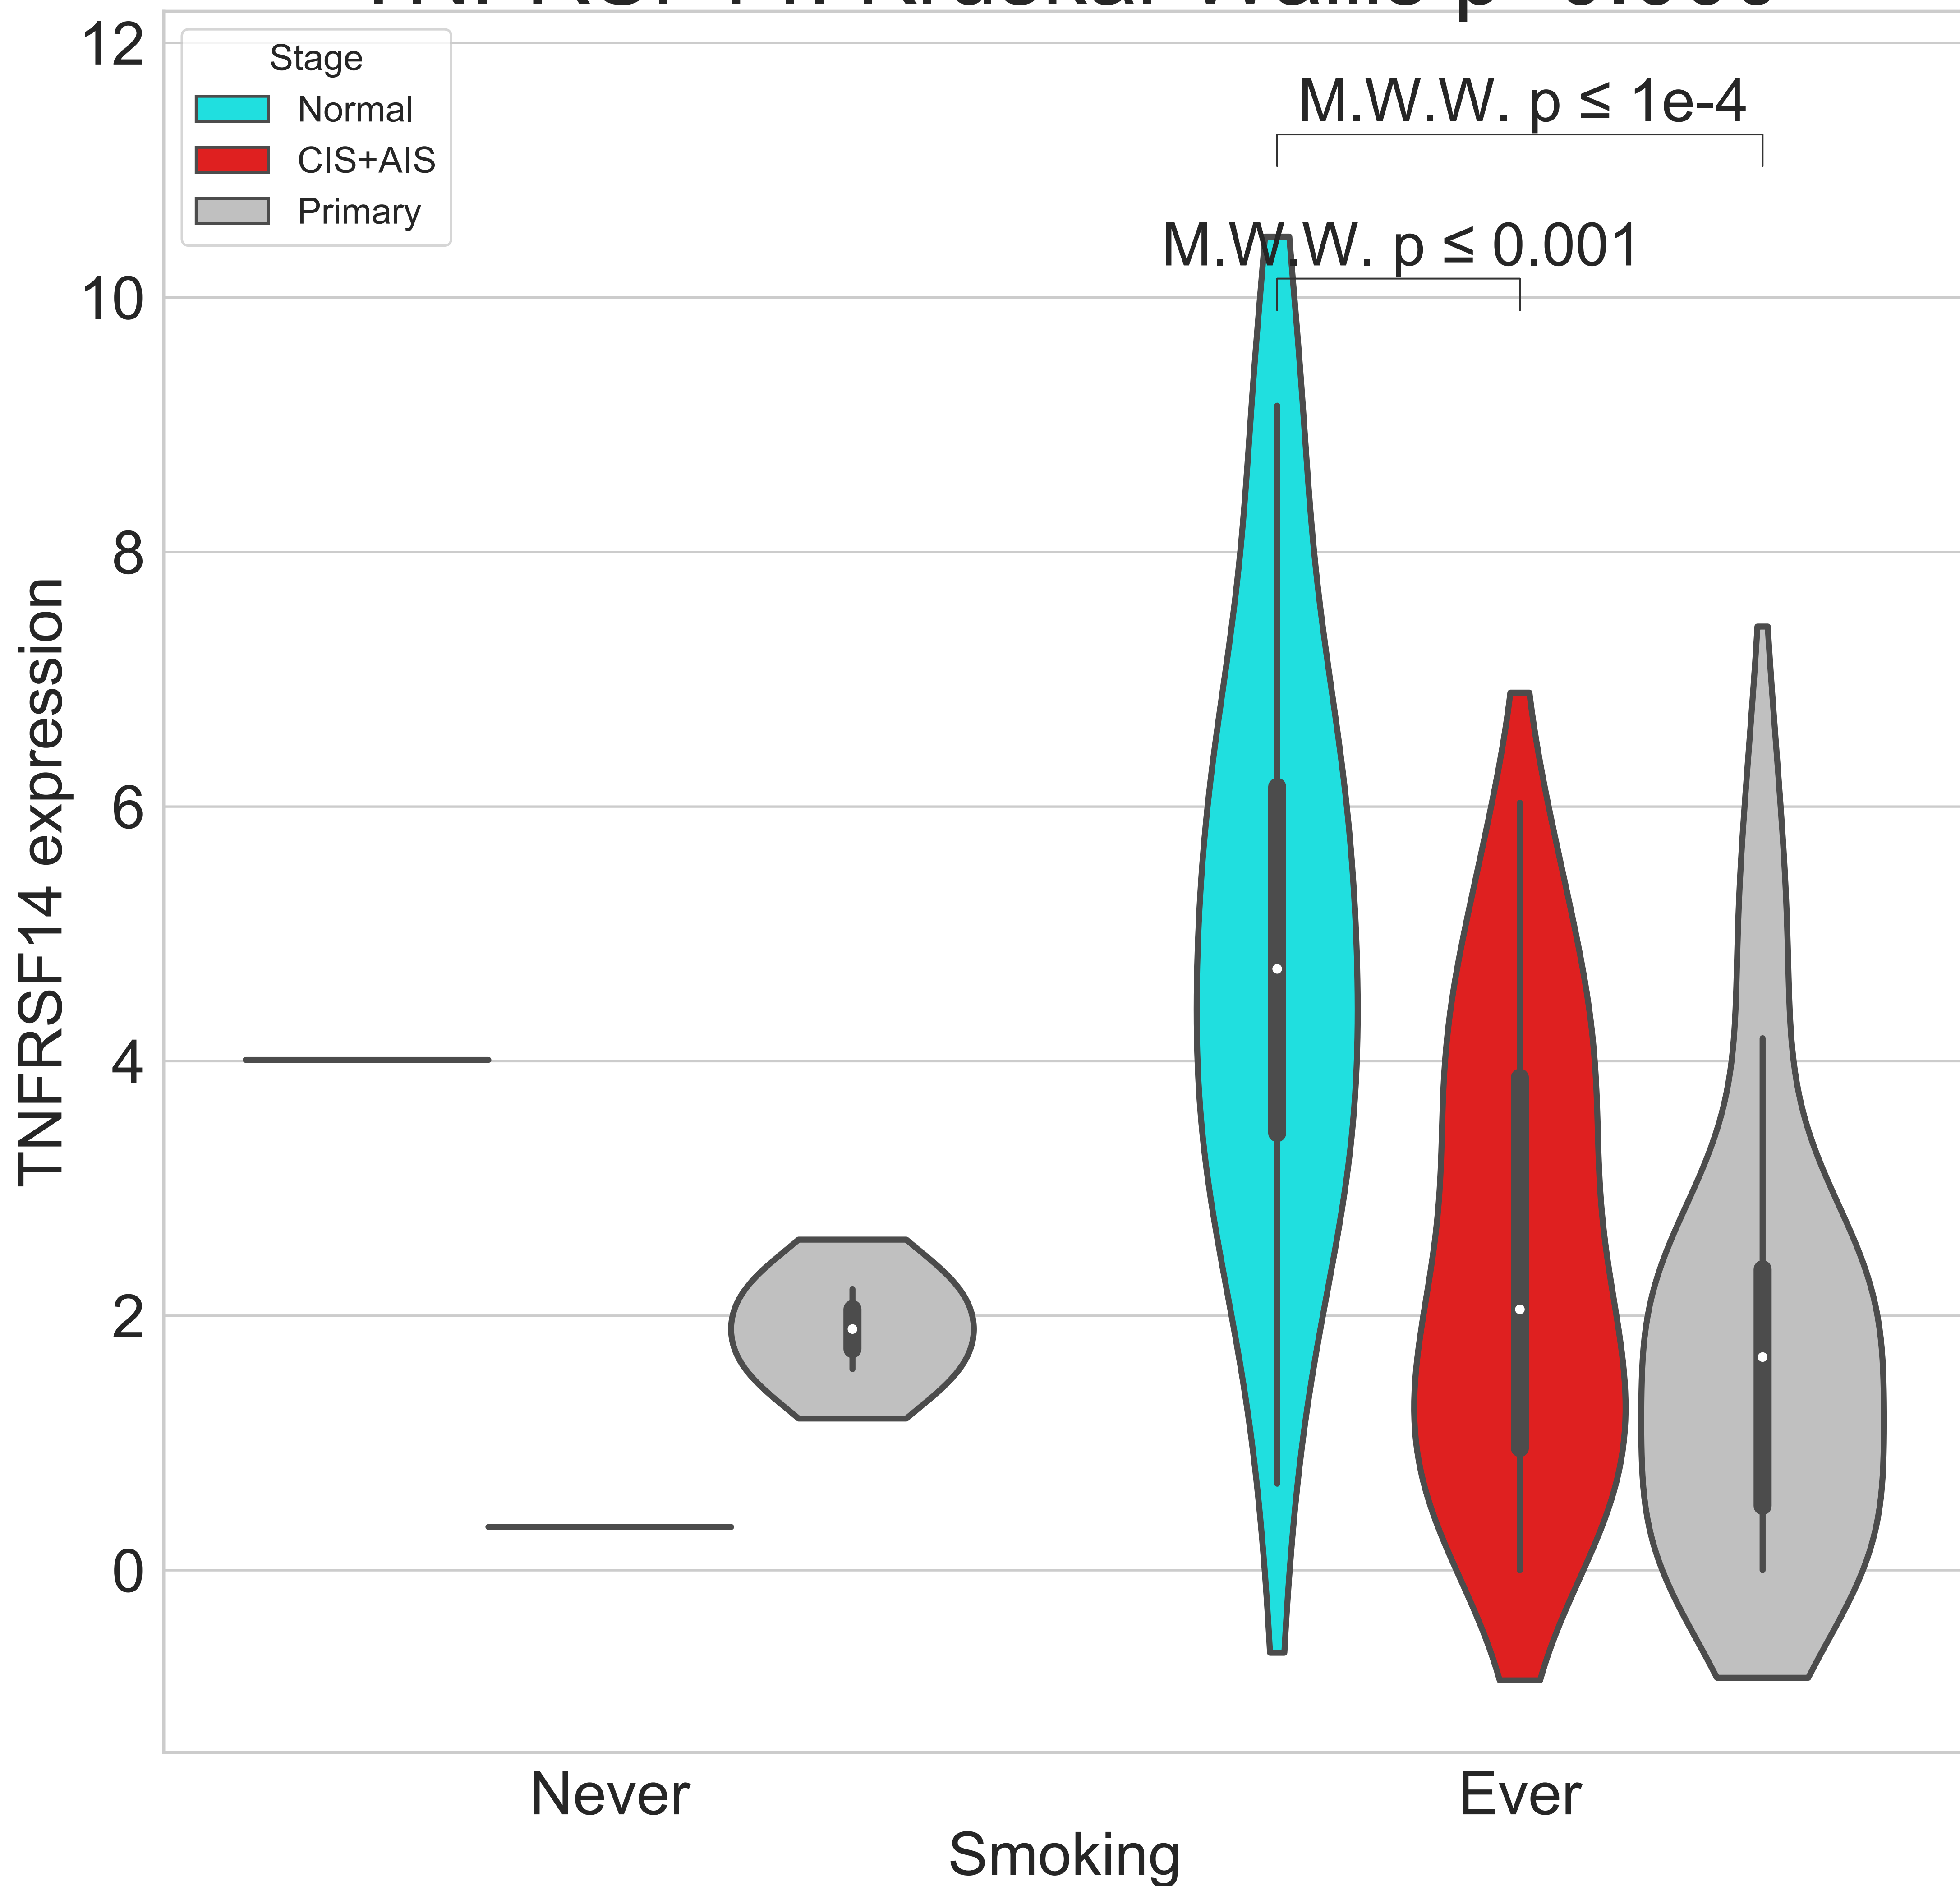 12
Stage
Normal
CIS+AIS
Primary
M.W.W. p ≤ 1e-4
M.W.W. p ≤ 0.001
10
8
6
4
2
0
TNFRSF14 expression
Never
Ever
Smoking